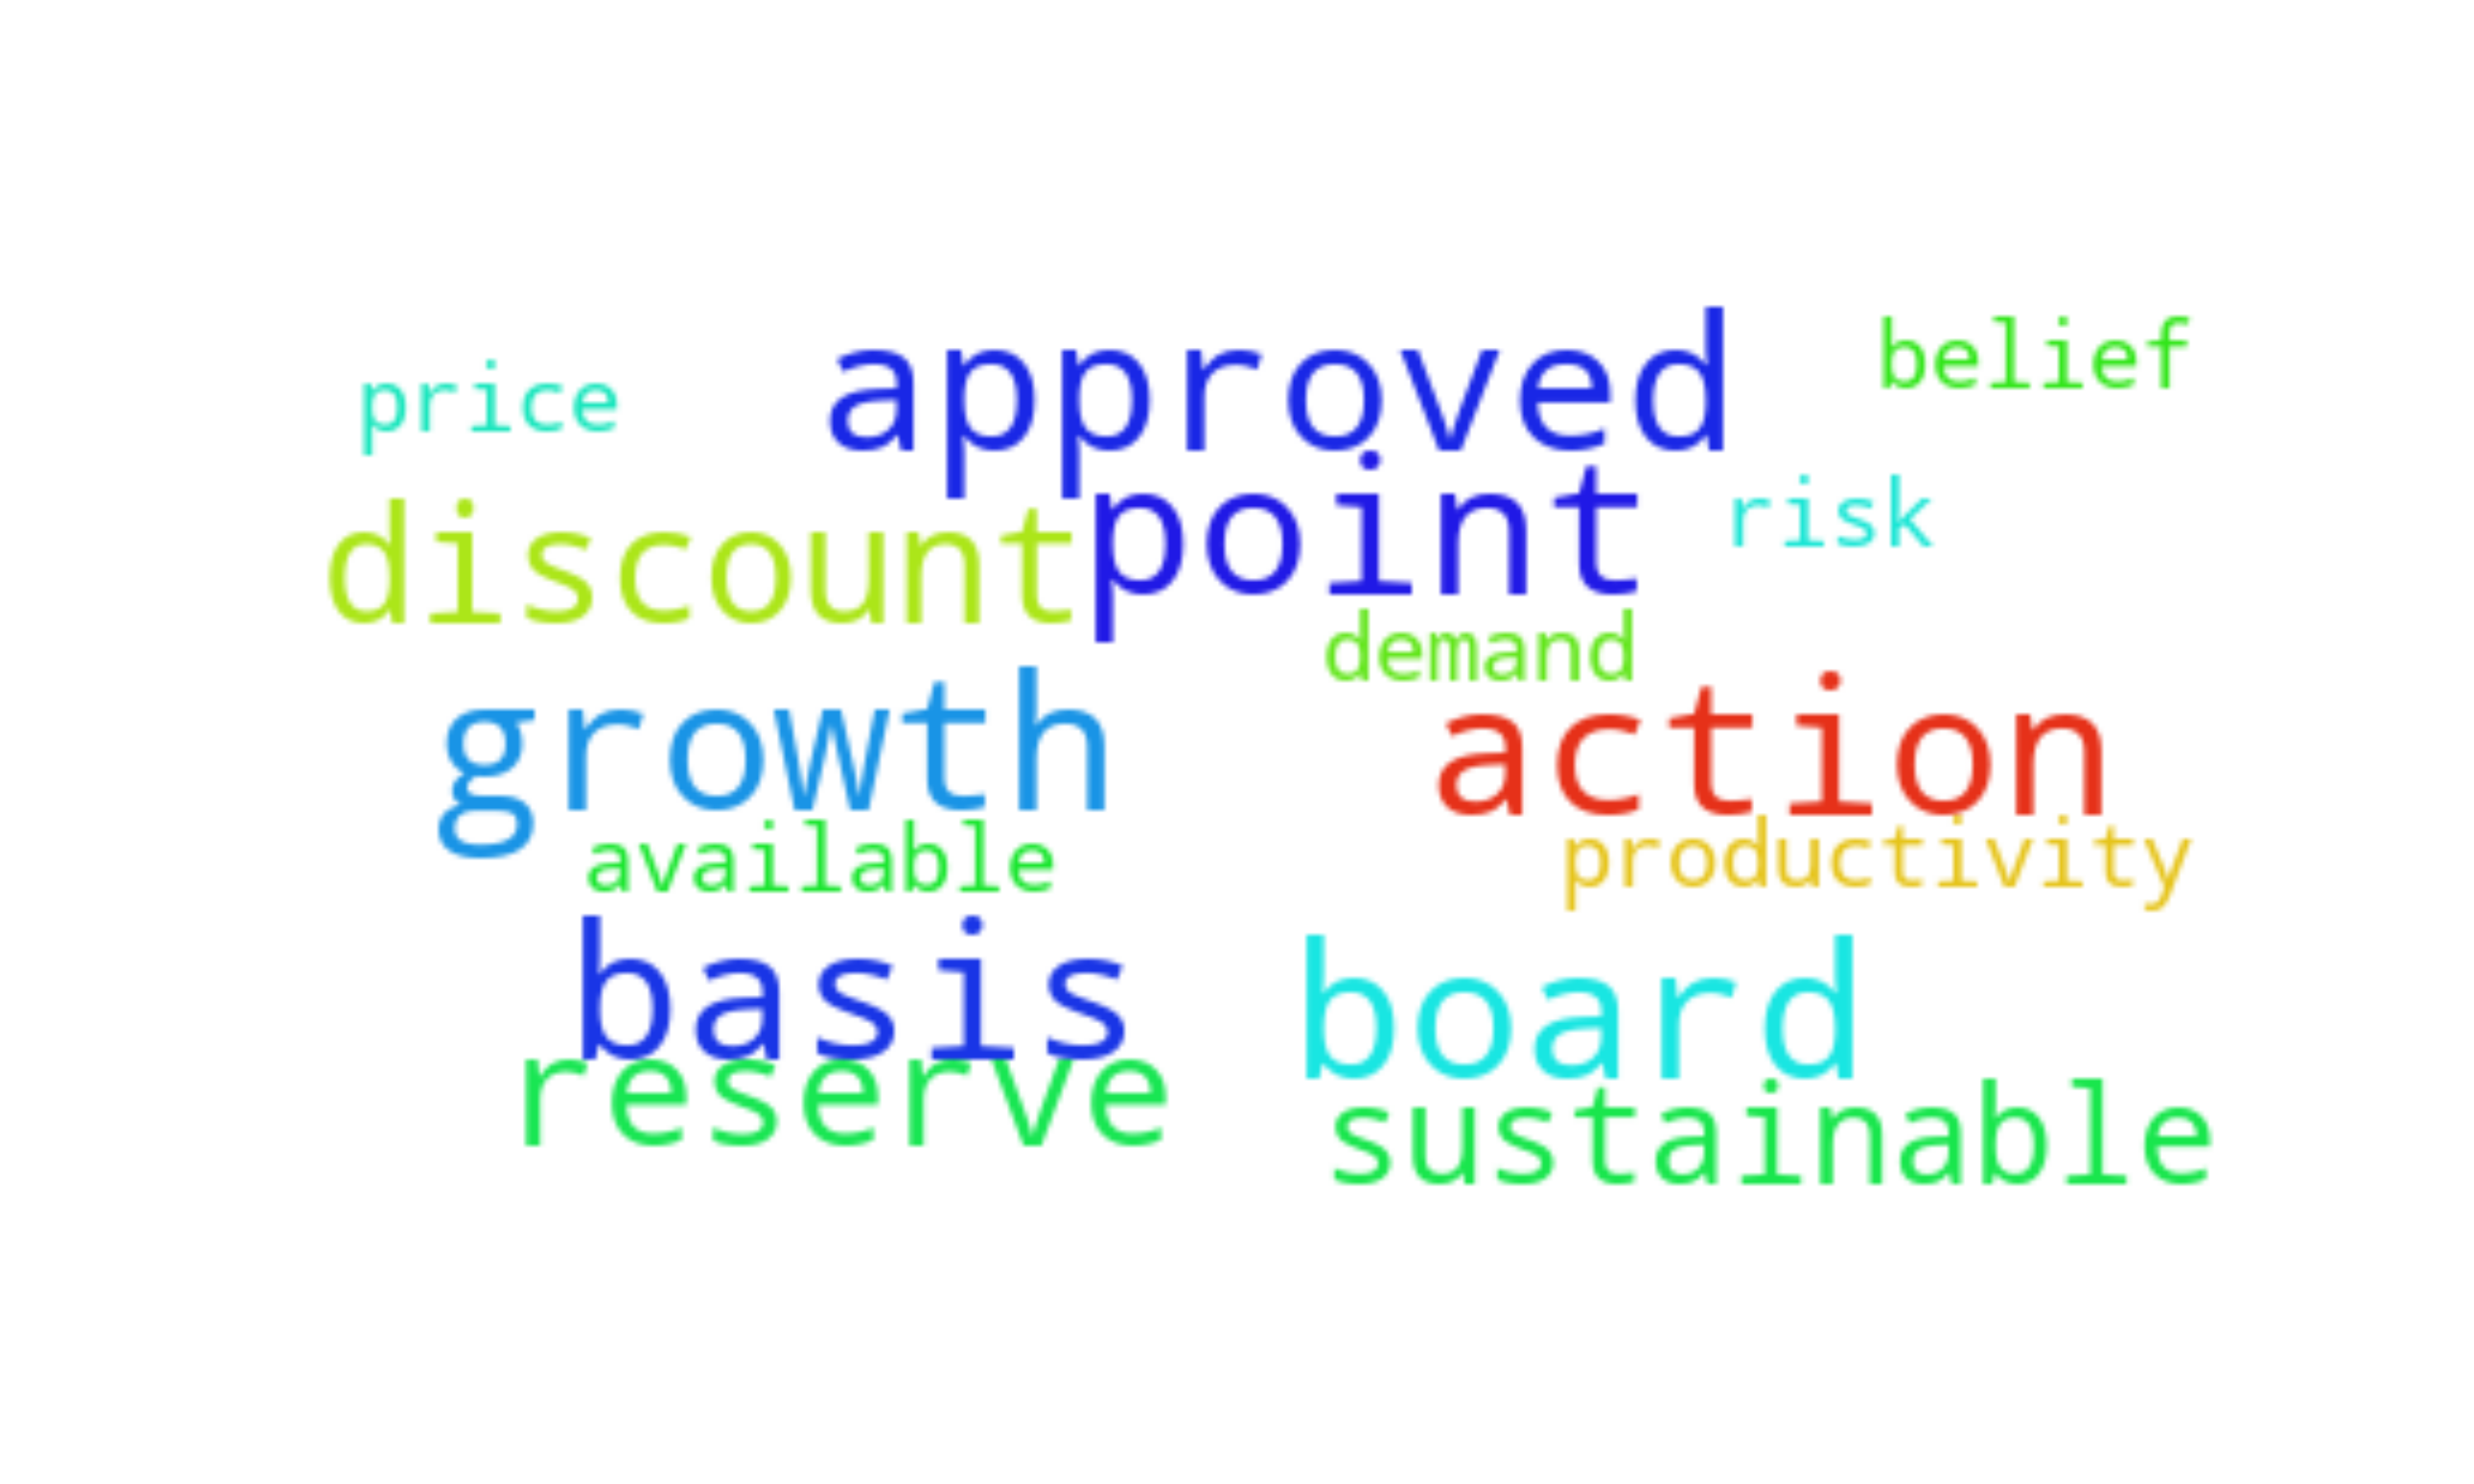 approved
belief
price
point
risk
discount
demand
growth
action
available
productivity
basis
board
reserve
sustainable